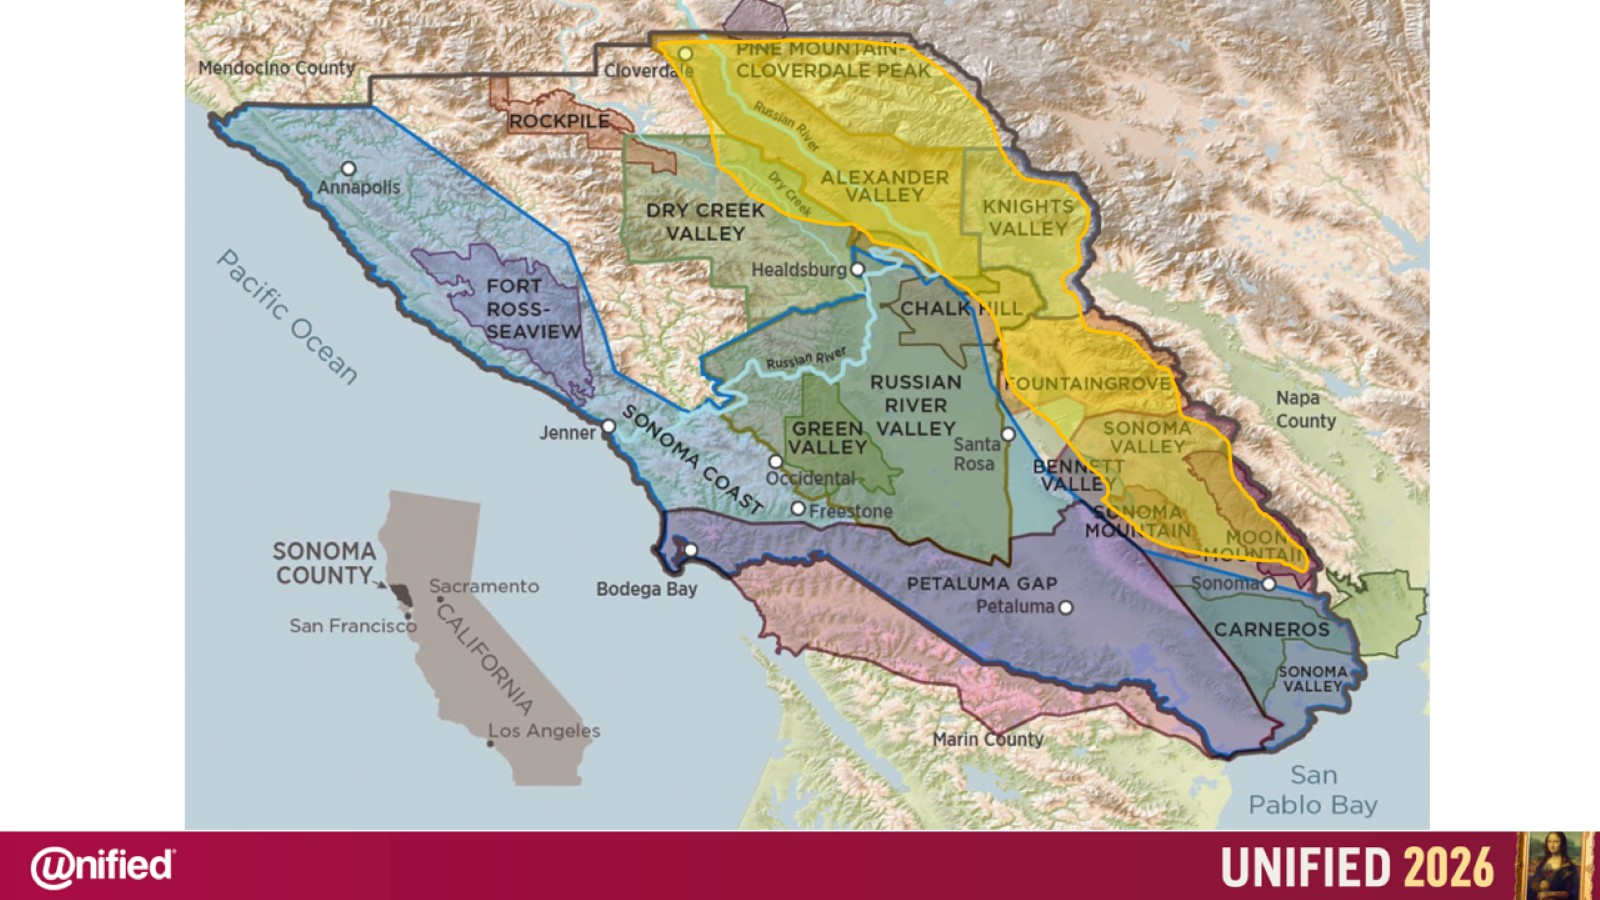 Mendocino County
Cloverdale
PINE MOUNTAIN-
CLOVERDALE PEAK
ROCKPILE
Russian River
Annapolis
DRY CREEK
VALLEY
Dry Creek
ALEXANDER
VALLEY
KNIGHTS
VALLEY
Pacific Ocean
FORT
ROSS-
SEAVIEW
Healdsburg
CHALK HILL
Russian River
RUSSIAN
RIVER
VALLEY
FOUNTAINGROVE
Napa
County
Jenner
SONOMA COAST
GREEN
VALLEY
Santa
Rosa
SONOMA
VALLEY
BENNETT
VALLEY
Occidental
Freestone
SONOMA
MOUNTAIN
MOON
MOUNTAIN
SONOMA
COUNTY
Sacramento
San Francisco
CALIFORNIA
Los Angeles
Bodega Bay
PETALUMA GAP
Petaluma
Sonoma
CARNEROS
SONOMA
VALLEY
Marin County
San
Pablo Bay
unified
UNIFIED 2026